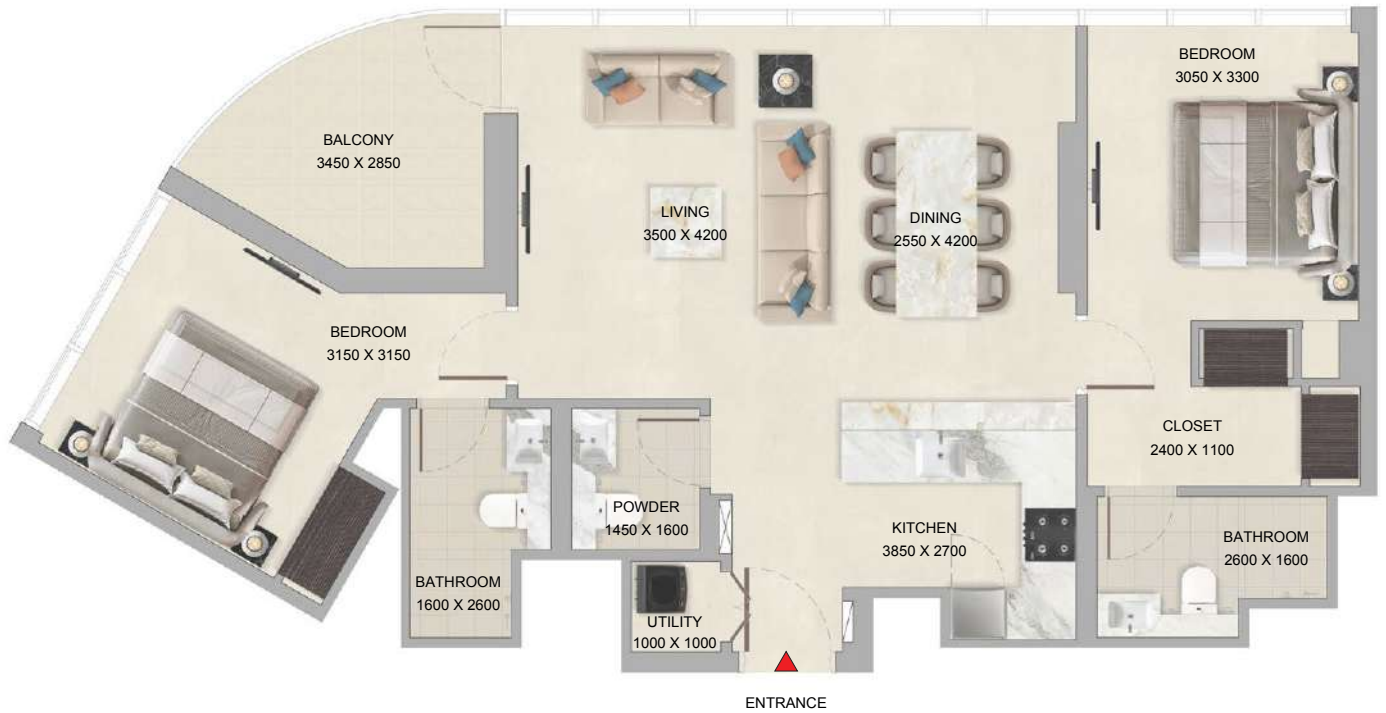 BEDROOM
3050 X 3300
BALCONY
3450 X 2850
LIVING
3500 X 4200
DINING
2550 X 4200
BEDROOM
3150 X 3150
CLOSET
2400 X 1100
POWDER
1450 X 1600
KITCHEN
3850 X 2700
BATHROOM
2600 X 1600
BATHROOM
1600 X 2600
UTILITY
1000 X 1000
ENTRANCE